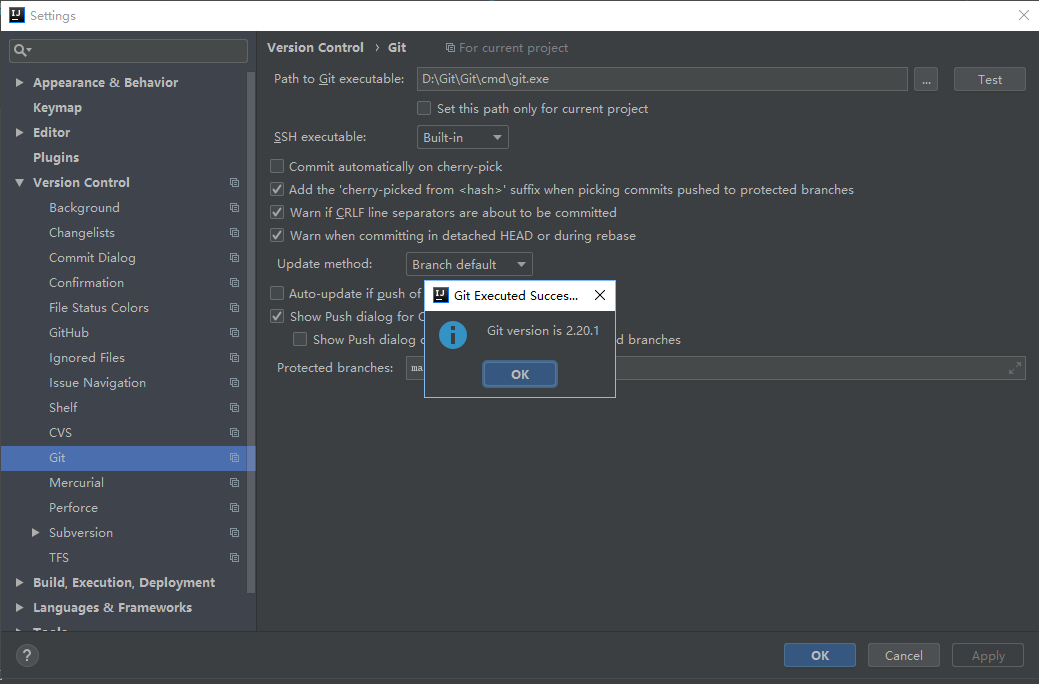 Settings
Version Control › Git For current project
Appearance & Behavior
Keymap
Editor
Plugins
Version Control
Background
Changelists
Commit Dialog
Confirmation
File Status Colors
GitHub
Ignored Files
Issue Navigation
Shelf
CVS
Git
Mercurial
Perforce
Subversion
TFS
Build, Execution, Deployment
Languages & Frameworks
Tools
Path to Git executable: D:\Git\Git\cmd\git.exe ... Test
Set this path only for current project
SSH executable: Built-in
Commit automatically on cherry-pick
Add the 'cherry-picked from <hash>' suffix when picking commits pushed to protected branches
Warn if CRLF line separators are about to be committed
Warn when committing in detached HEAD or during rebase
Update method: Branch default
Auto-update if push of
Show Push dialog for
Show Push dialog d branches
Protected branches: ma
IJ Git Executed Succes...
Git version is 2.20.1
OK
? OK Cancel Apply